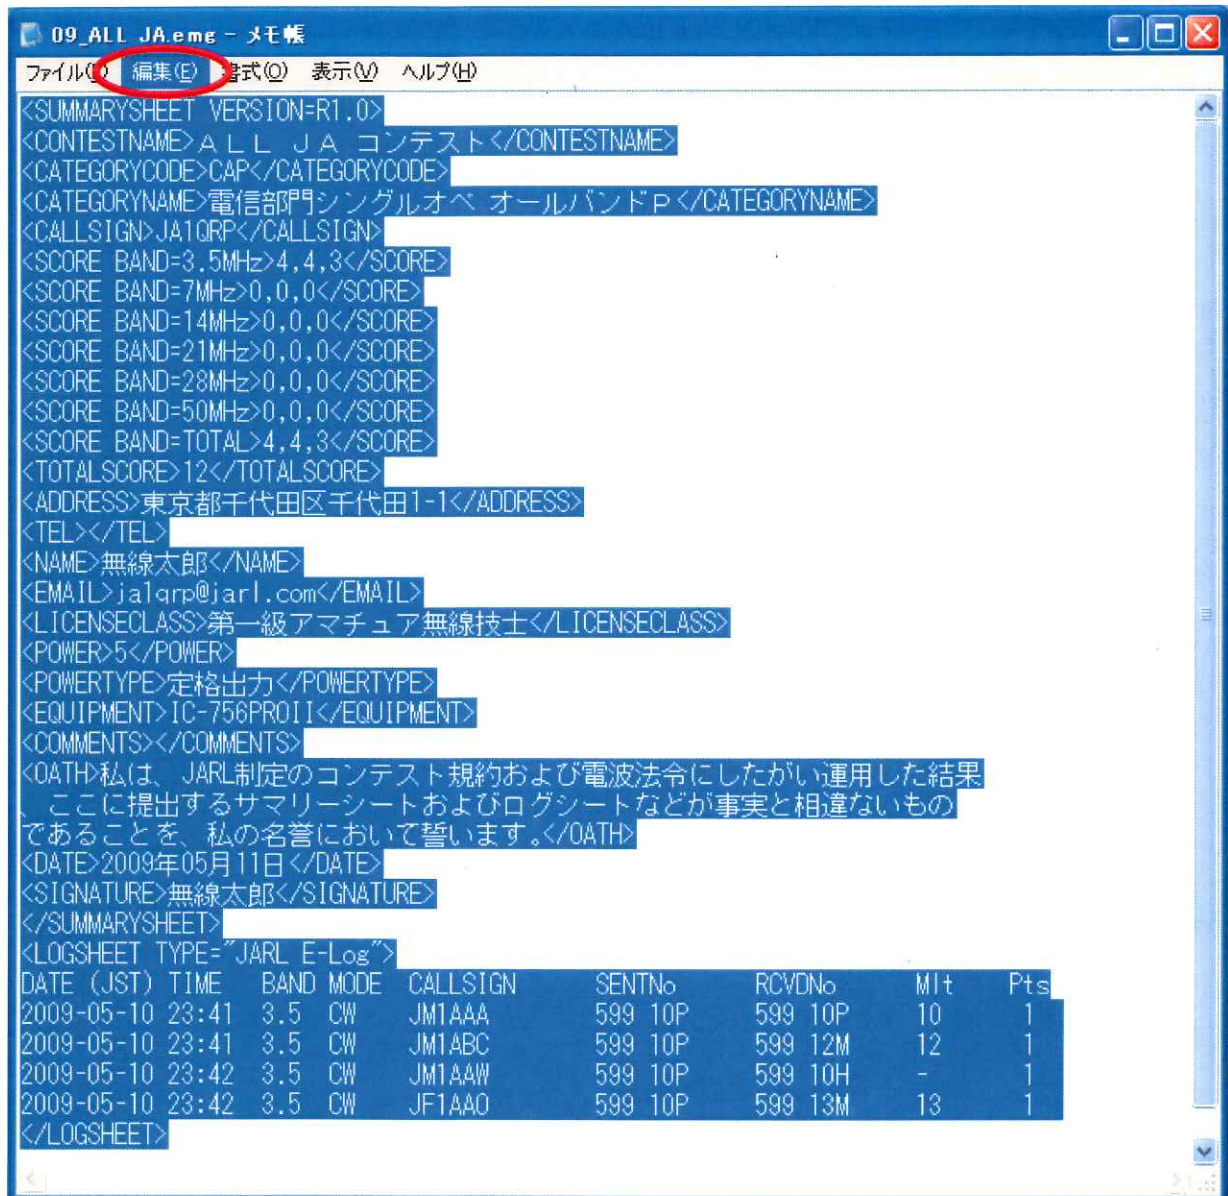 09_ALL JA.emg - メモ帳
ファイル( 編集(E) 書式(O) 表示(V) ヘルプ(H)
<SUMMARYSHEET VERSION=R1.0>
<CONTESTNAME>ＡＬＬ ＪＡ コンテスト</CONTESTNAME>
<CATEGORYCODE>CAP</CATEGORYCODE>
<CATEGORYNAME>電信部門シングルオペ オールバンドＰ</CATEGORYNAME>
<CALLSIGN>JA1QRP</CALLSIGN>
<SCORE BAND=3.5MHz>4,4,3</SCORE>
<SCORE BAND=7MHz>0,0,0</SCORE>
<SCORE BAND=14MHz>0,0,0</SCORE>
<SCORE BAND=21MHz>0,0,0</SCORE>
<SCORE BAND=28MHz>0,0,0</SCORE>
<SCORE BAND=50MHz>0,0,0</SCORE>
<SCORE BAND=TOTAL>4,4,3</SCORE>
<TOTALSCORE>12</TOTALSCORE>
<ADDRESS>東京都千代田区千代田1-1</ADDRESS>
<TEL></TEL>
<NAME>無線太郎</NAME>
<EMAIL>ja1qrp@jarl.com</EMAIL>
<LICENSECLASS>第一級アマチュア無線技士</LICENSECLASS>
<POWER>5</POWER>
<POWERTYPE>定格出力</POWERTYPE>
<EQUIPMENT>IC-756PROII</EQUIPMENT>
<COMMENTS></COMMENTS>
<OATH>私は、JARL制定のコンテスト規約および電波法令にしたがい運用した結果
、ここに提出するサマリーシートおよびログシートなどが事実と相違ないもの
であることを、私の名誉において誓います。</OATH>
<DATE>2009年05月11日</DATE>
<SIGNATURE>無線太郎</SIGNATURE>
</SUMMARYSHEET>
<LOGSHEET TYPE="JARL E-Log">
DATE (JST) TIME BAND MODE CALLSIGN SENTNo RCVDNo Mlt Pts
2009-05-10 23:41 3.5 CW JM1AAA 599 10P 599 10P 10 1
2009-05-10 23:41 3.5 CW JM1ABC 599 10P 599 12M 12 1
2009-05-10 23:42 3.5 CW JM1AAW 599 10P 599 10H - 1
2009-05-10 23:42 3.5 CW JF1AAO 599 10P 599 13M 13 1
</LOGSHEET>